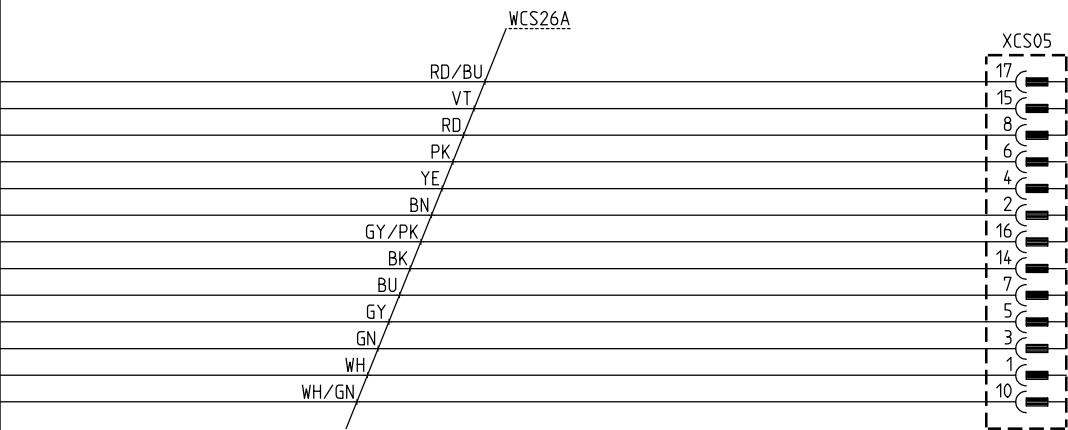 WCS26A
XCS05
RD/BU 17
VT 15
RD 8
PK 6
YE 4
BN 2
GY/PK 16
BK 14
BU 7
GY 5
GN 3
WH 1
WH/GN 10